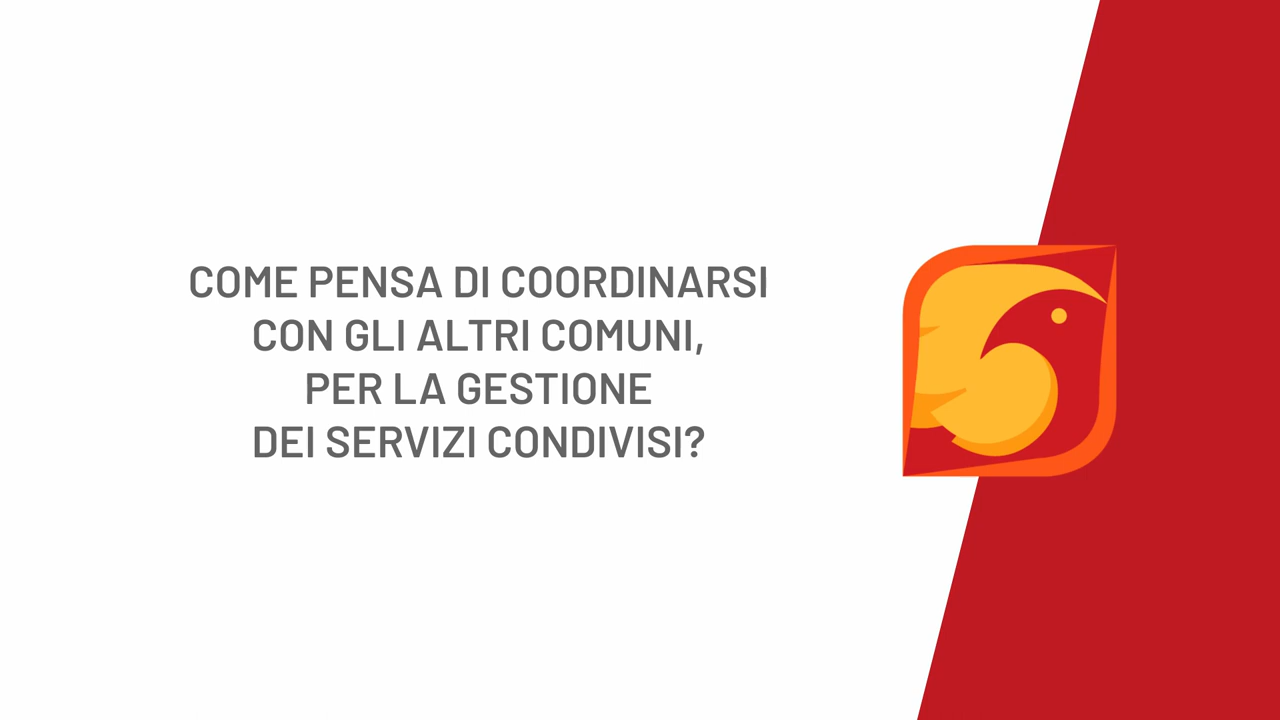 COME PENSA DI COORDINARSI
CON GLI ALTRI COMUNI,
PER LA GESTIONE
DEI SERVIZI CONDIVISI?